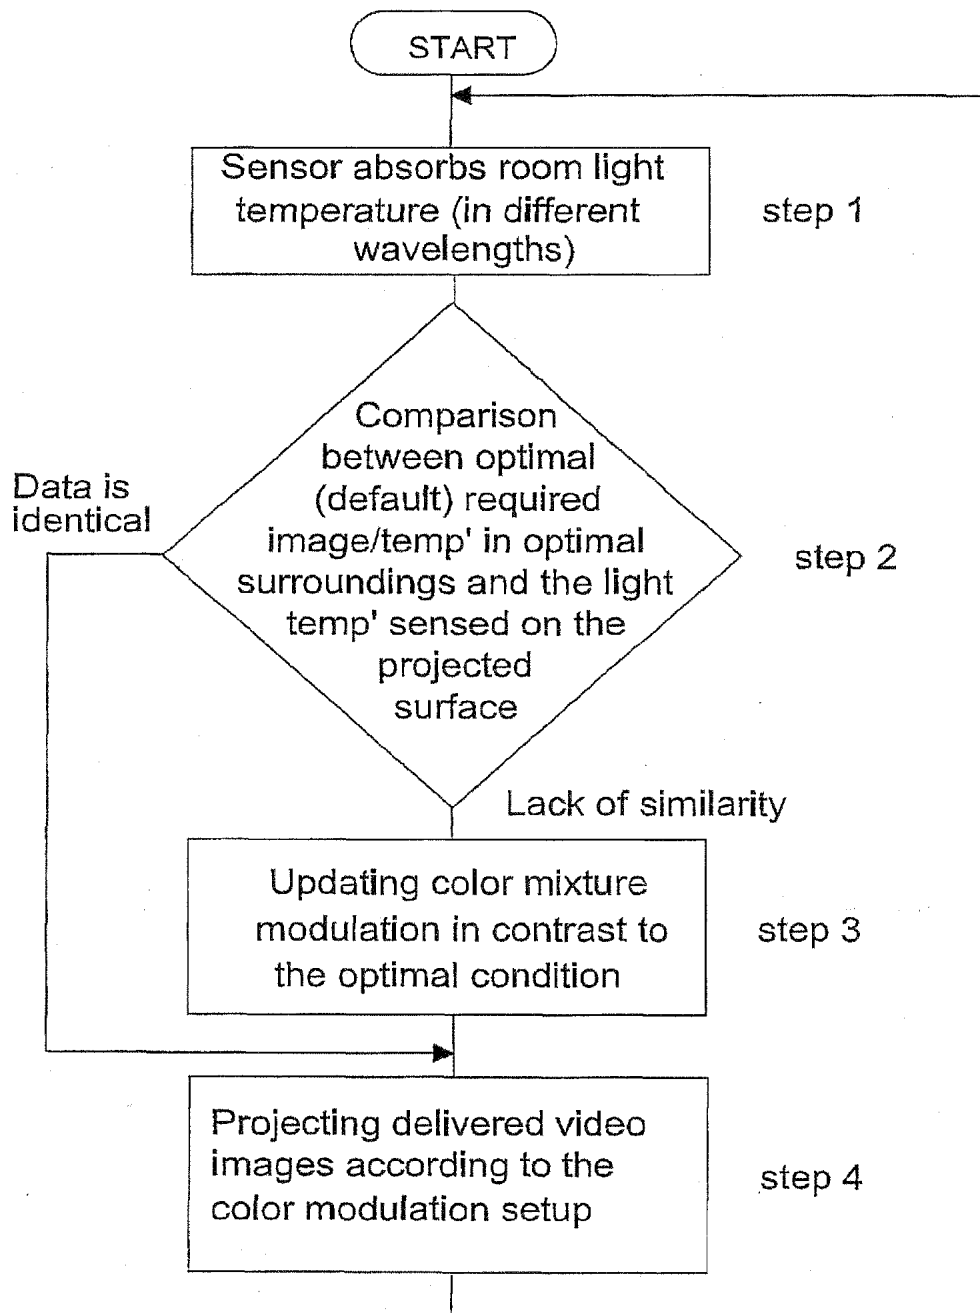 START
Sensor absorbs room light
temperature (in different
wavelengths)
step 1
Comparison
between optimal
(default) required
image/temp' in optimal
surroundings and the light
temp' sensed on the
projected
surface
Data is
identical
step 2
Lack of similarity
Updating color mixture
modulation in contrast to
the optimal condition
step 3
Projecting delivered video
images according to the
color modulation setup
step 4